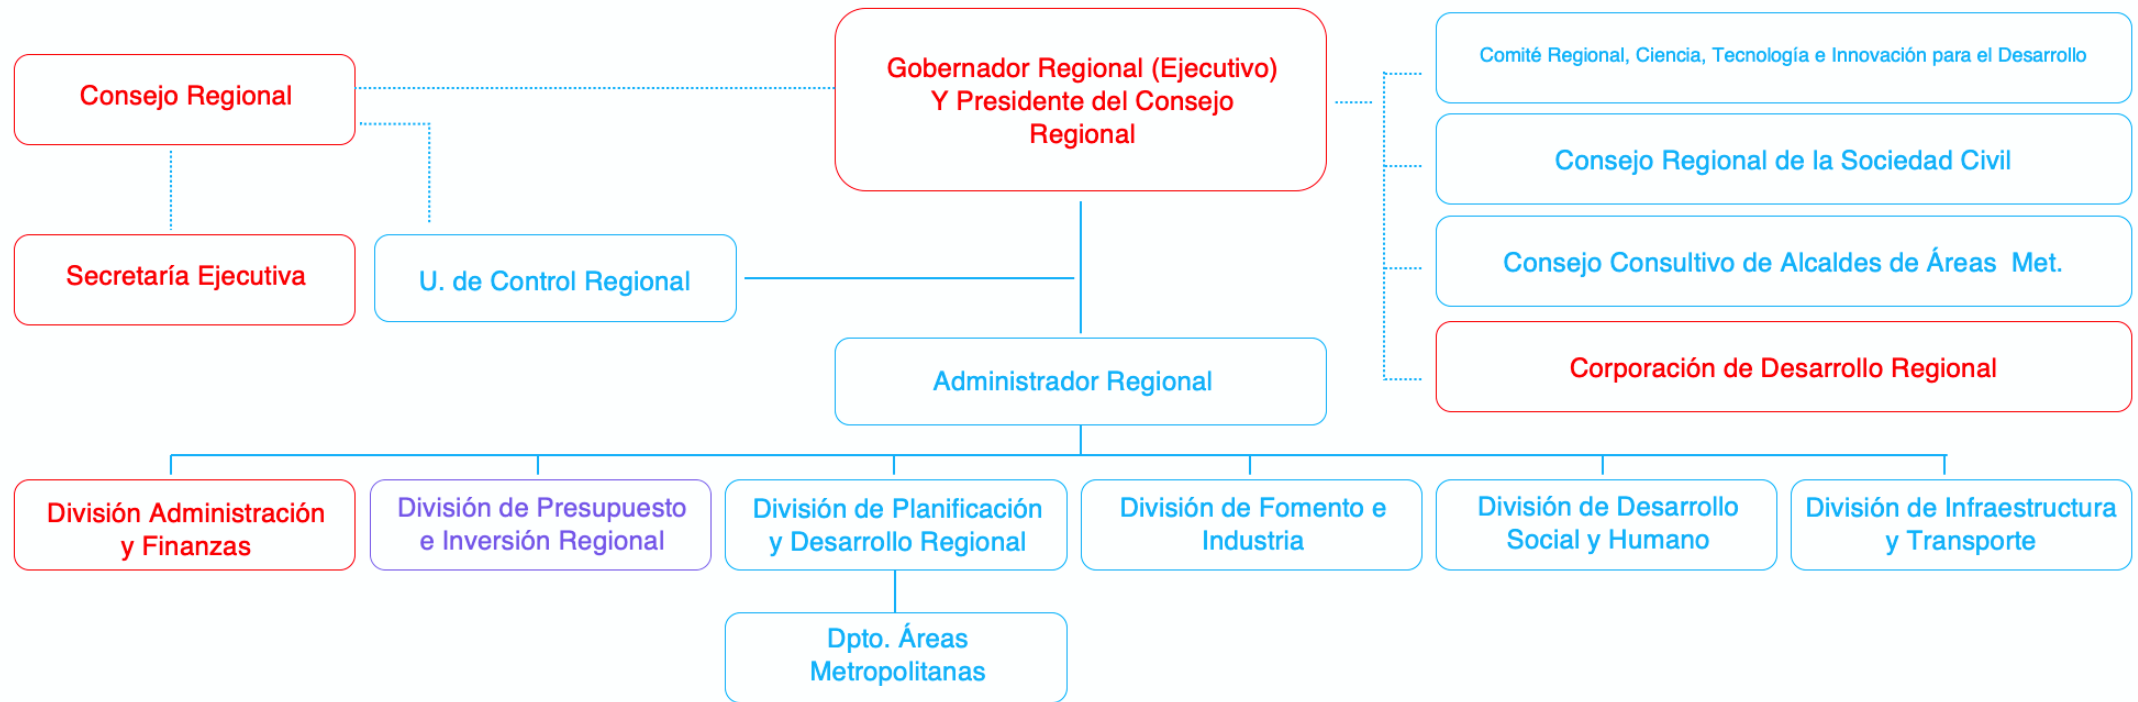 Gobernador Regional (Ejecutivo)
Y Presidente del Consejo
Regional
Consejo Regional
Comité Regional, Ciencia, Tecnología e Innovación para el Desarrollo
Consejo Regional de la Sociedad Civil
Consejo Consultivo de Alcaldes de Áreas Met.
Corporación de Desarrollo Regional
Secretaría Ejecutiva
U. de Control Regional
Administrador Regional
División Administración
y Finanzas
División de Presupuesto
e Inversión Regional
División de Planificación
y Desarrollo Regional
División de Fomento e
Industria
División de Desarrollo
Social y Humano
División de Infraestructura
y Transporte
Dpto. Áreas
Metropolitanas